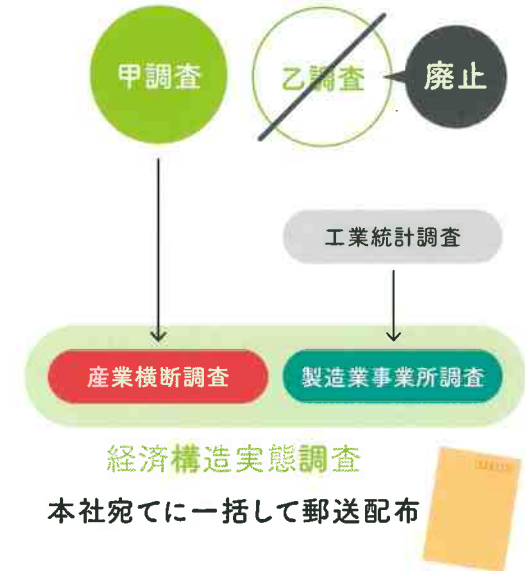 甲調査
乙調査
廃止
工業統計調査
産業横断調査
製造業事業所調査
経済構造実態調査
本社宛てに一括して郵送配布